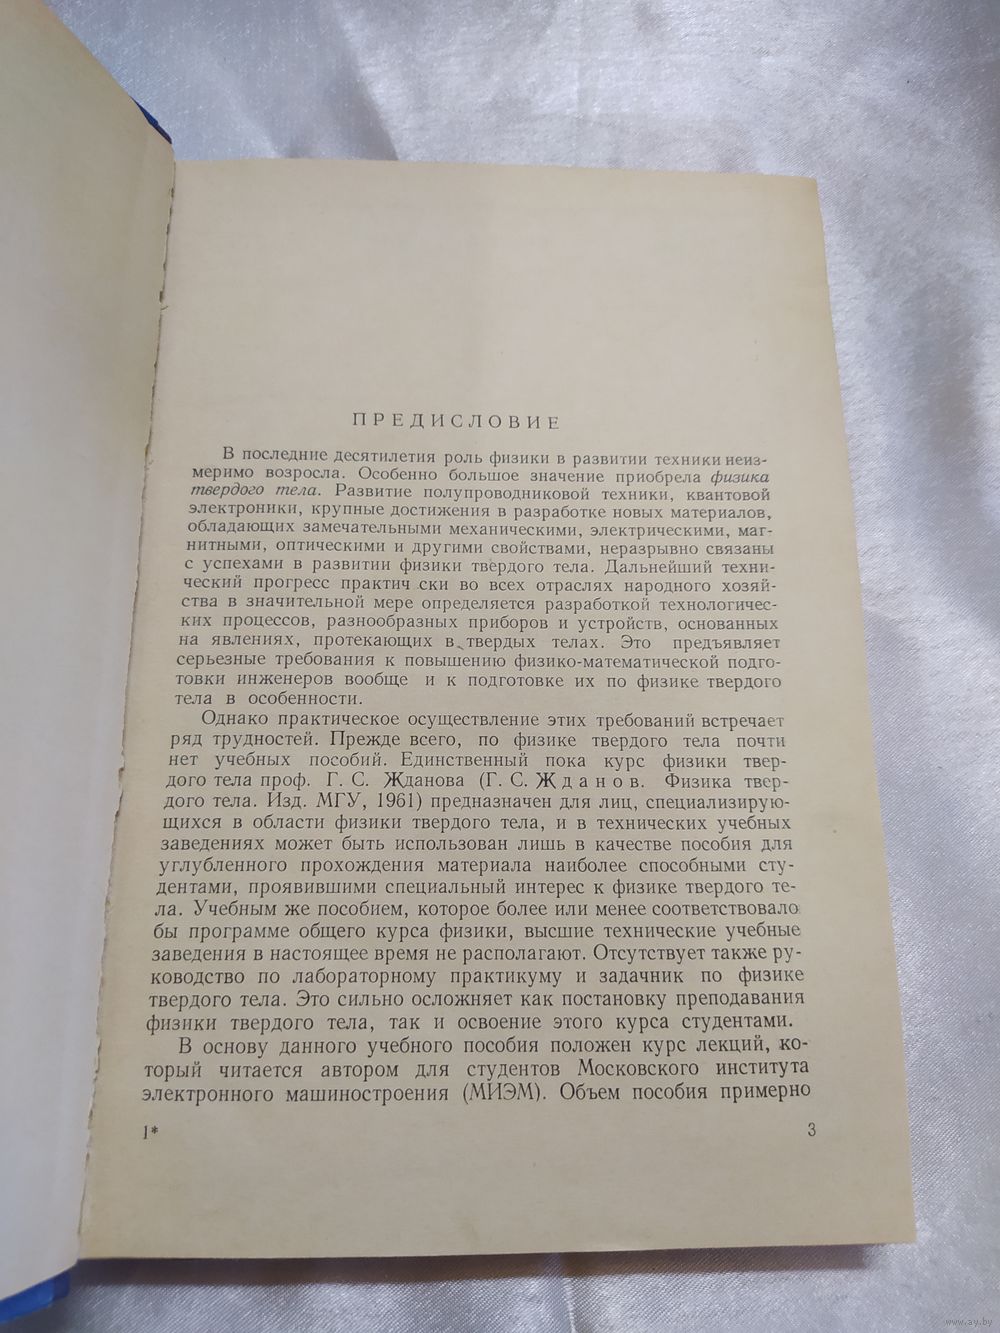 ПРЕДИСЛОВИЕ
В последние десятилетия роль физики в развитии техники неиз-
меримо возросла. Особенно большое значение приобрела физика
твердого тела. Развитие полупроводниковой техники, квантовой
электроники, крупные достижения в разработке новых материалов,
обладающих замечательными механическими, электрическими, маг-
нитными, оптическими и другими свойствами, неразрывно связаны
с успехами в развитии физики твердого тела. Дальнейший техни-
ческий прогресс практич ски во всех отраслях народного хозяй-
ства в значительной мере определяется разработкой технологичес-
ких процессов, разнообразных приборов и устройств, основанных
на явлениях, протекающих в твердых телах. Это предъявляет
серьезные требования к повышению физико-математической подго-
товки инженеров вообще и к подготовке их по физике твердого
тела в особенности.
Однако практическое осуществление этих требований встречает
ряд трудностей. Прежде всего, по физике твердого тела почти
нет учебных пособий. Единственный пока курс физики твер-
дого тела проф. Г. С. Жданова (Г. С. Жданов. Физика твер-
дого тела. Изд. МГУ, 1961) предназначен для лиц, специализирую-
щихся в области физики твердого тела, и в технических учебных
заведениях может быть использован лишь в качестве пособия для
углубленного прохождения материала наиболее способными сту-
дентами, проявившими специальный интерес к физике твердого те-
ла. Учебным же пособием, которое более или менее соответствовало
бы программе общего курса физики, высшие технические учебные
заведения в настоящее время не располагают. Отсутствует также ру-
ководство по лабораторному практикуму и задачник по физике
твердого тела. Это сильно осложняет как постановку преподавания
физики твердого тела, так и освоение этого курса студентами.
В основу данного учебного пособия положен курс лекций, ко-
торый читается автором для студентов Московского института
электронного машиностроения (МИЭМ). Объем пособия примерно
1* 3
www.ay.by